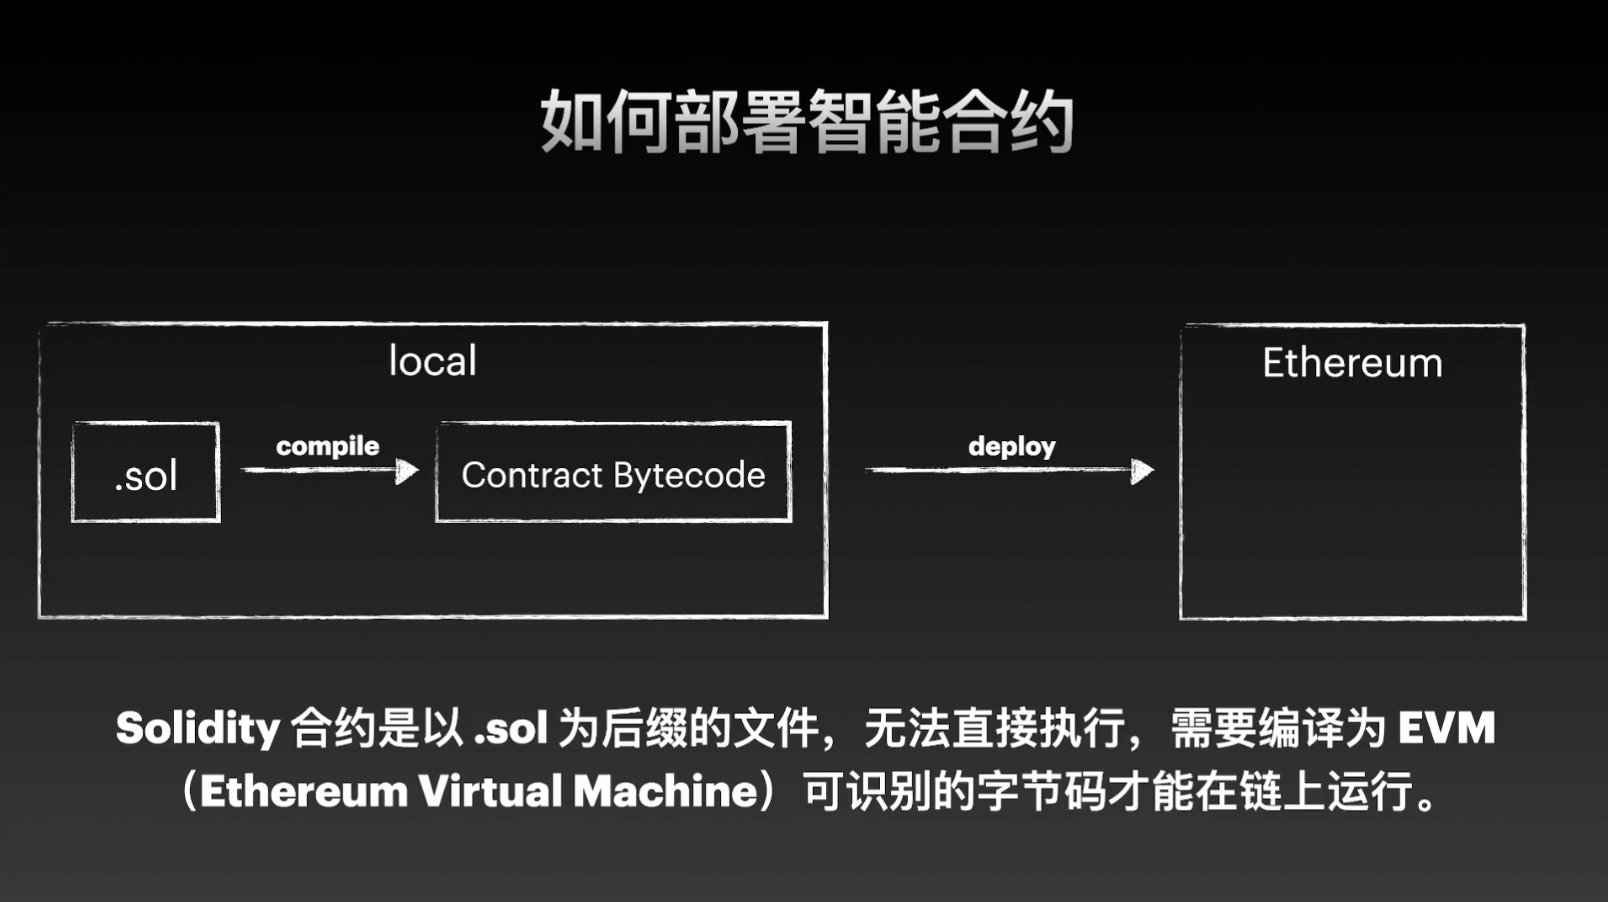 如何部署智能合约
local
.sol
compile
Contract Bytecode
deploy
Ethereum
Solidity 合约是以 .sol 为后缀的文件，无法直接执行，需要编译为 EVM
（Ethereum Virtual Machine）可识别的字节码才能在链上运行。